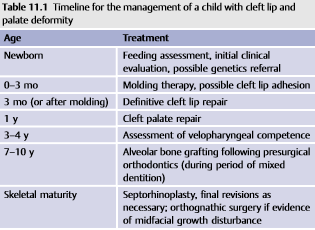 Table 11.1 Timeline for the management of a child with cleft lip and
palate deformity
Age Treatment
Newborn Feeding assessment, initial clinical
evaluation, possible genetics referral
0–3 mo Molding therapy, possible cleft lip adhesion
3 mo (or after molding) Definitive cleft lip repair
1 y Cleft palate repair
3–4 y Assessment of velopharyngeal competence
7–10 y Alveolar bone grafting following presurgical
orthodontics (during period of mixed
dentition)
Skeletal maturity Septorhinoplasty, final revisions as
necessary; orthognathic surgery if evidence
of midfacial growth disturbance